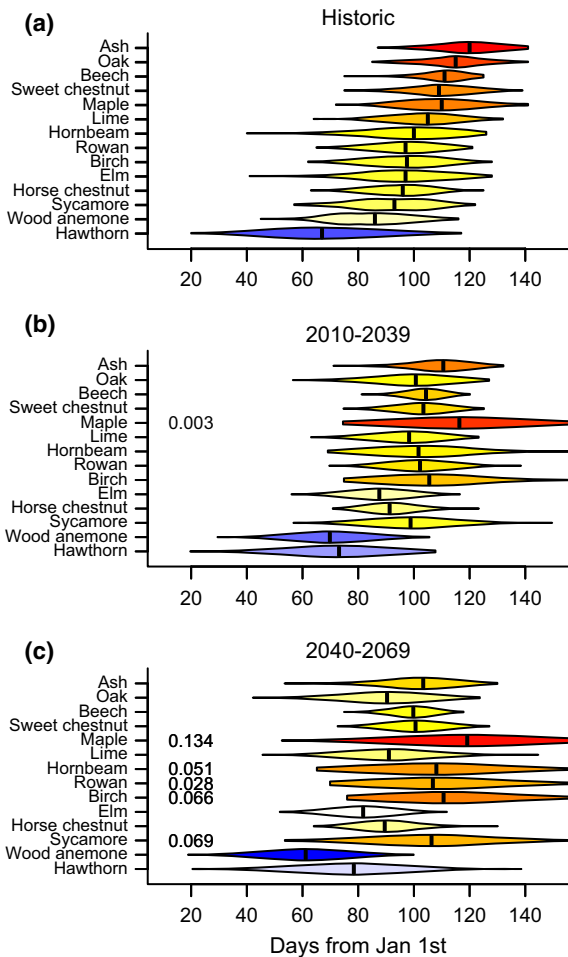 (a)
Historic
Ash
Oak
Beech
Sweet chestnut
Maple
Lime
Hornbeam
Rowan
Birch
Elm
Horse chestnut
Sycamore
Wood anemone
Hawthorn
20 40 60 80 100 120 140
(b)
2010-2039
Ash
Oak
Beech
Sweet chestnut
Maple 0.003
Lime
Hornbeam
Rowan
Birch
Elm
Horse chestnut
Sycamore
Wood anemone
Hawthorn
20 40 60 80 100 120 140
(c)
2040-2069
Ash
Oak
Beech
Sweet chestnut
Maple 0.134
Lime
Hornbeam 0.051
Rowan 0.028
Birch 0.066
Elm
Horse chestnut
Sycamore 0.069
Wood anemone
Hawthorn
20 40 60 80 100 120 140
Days from Jan 1st